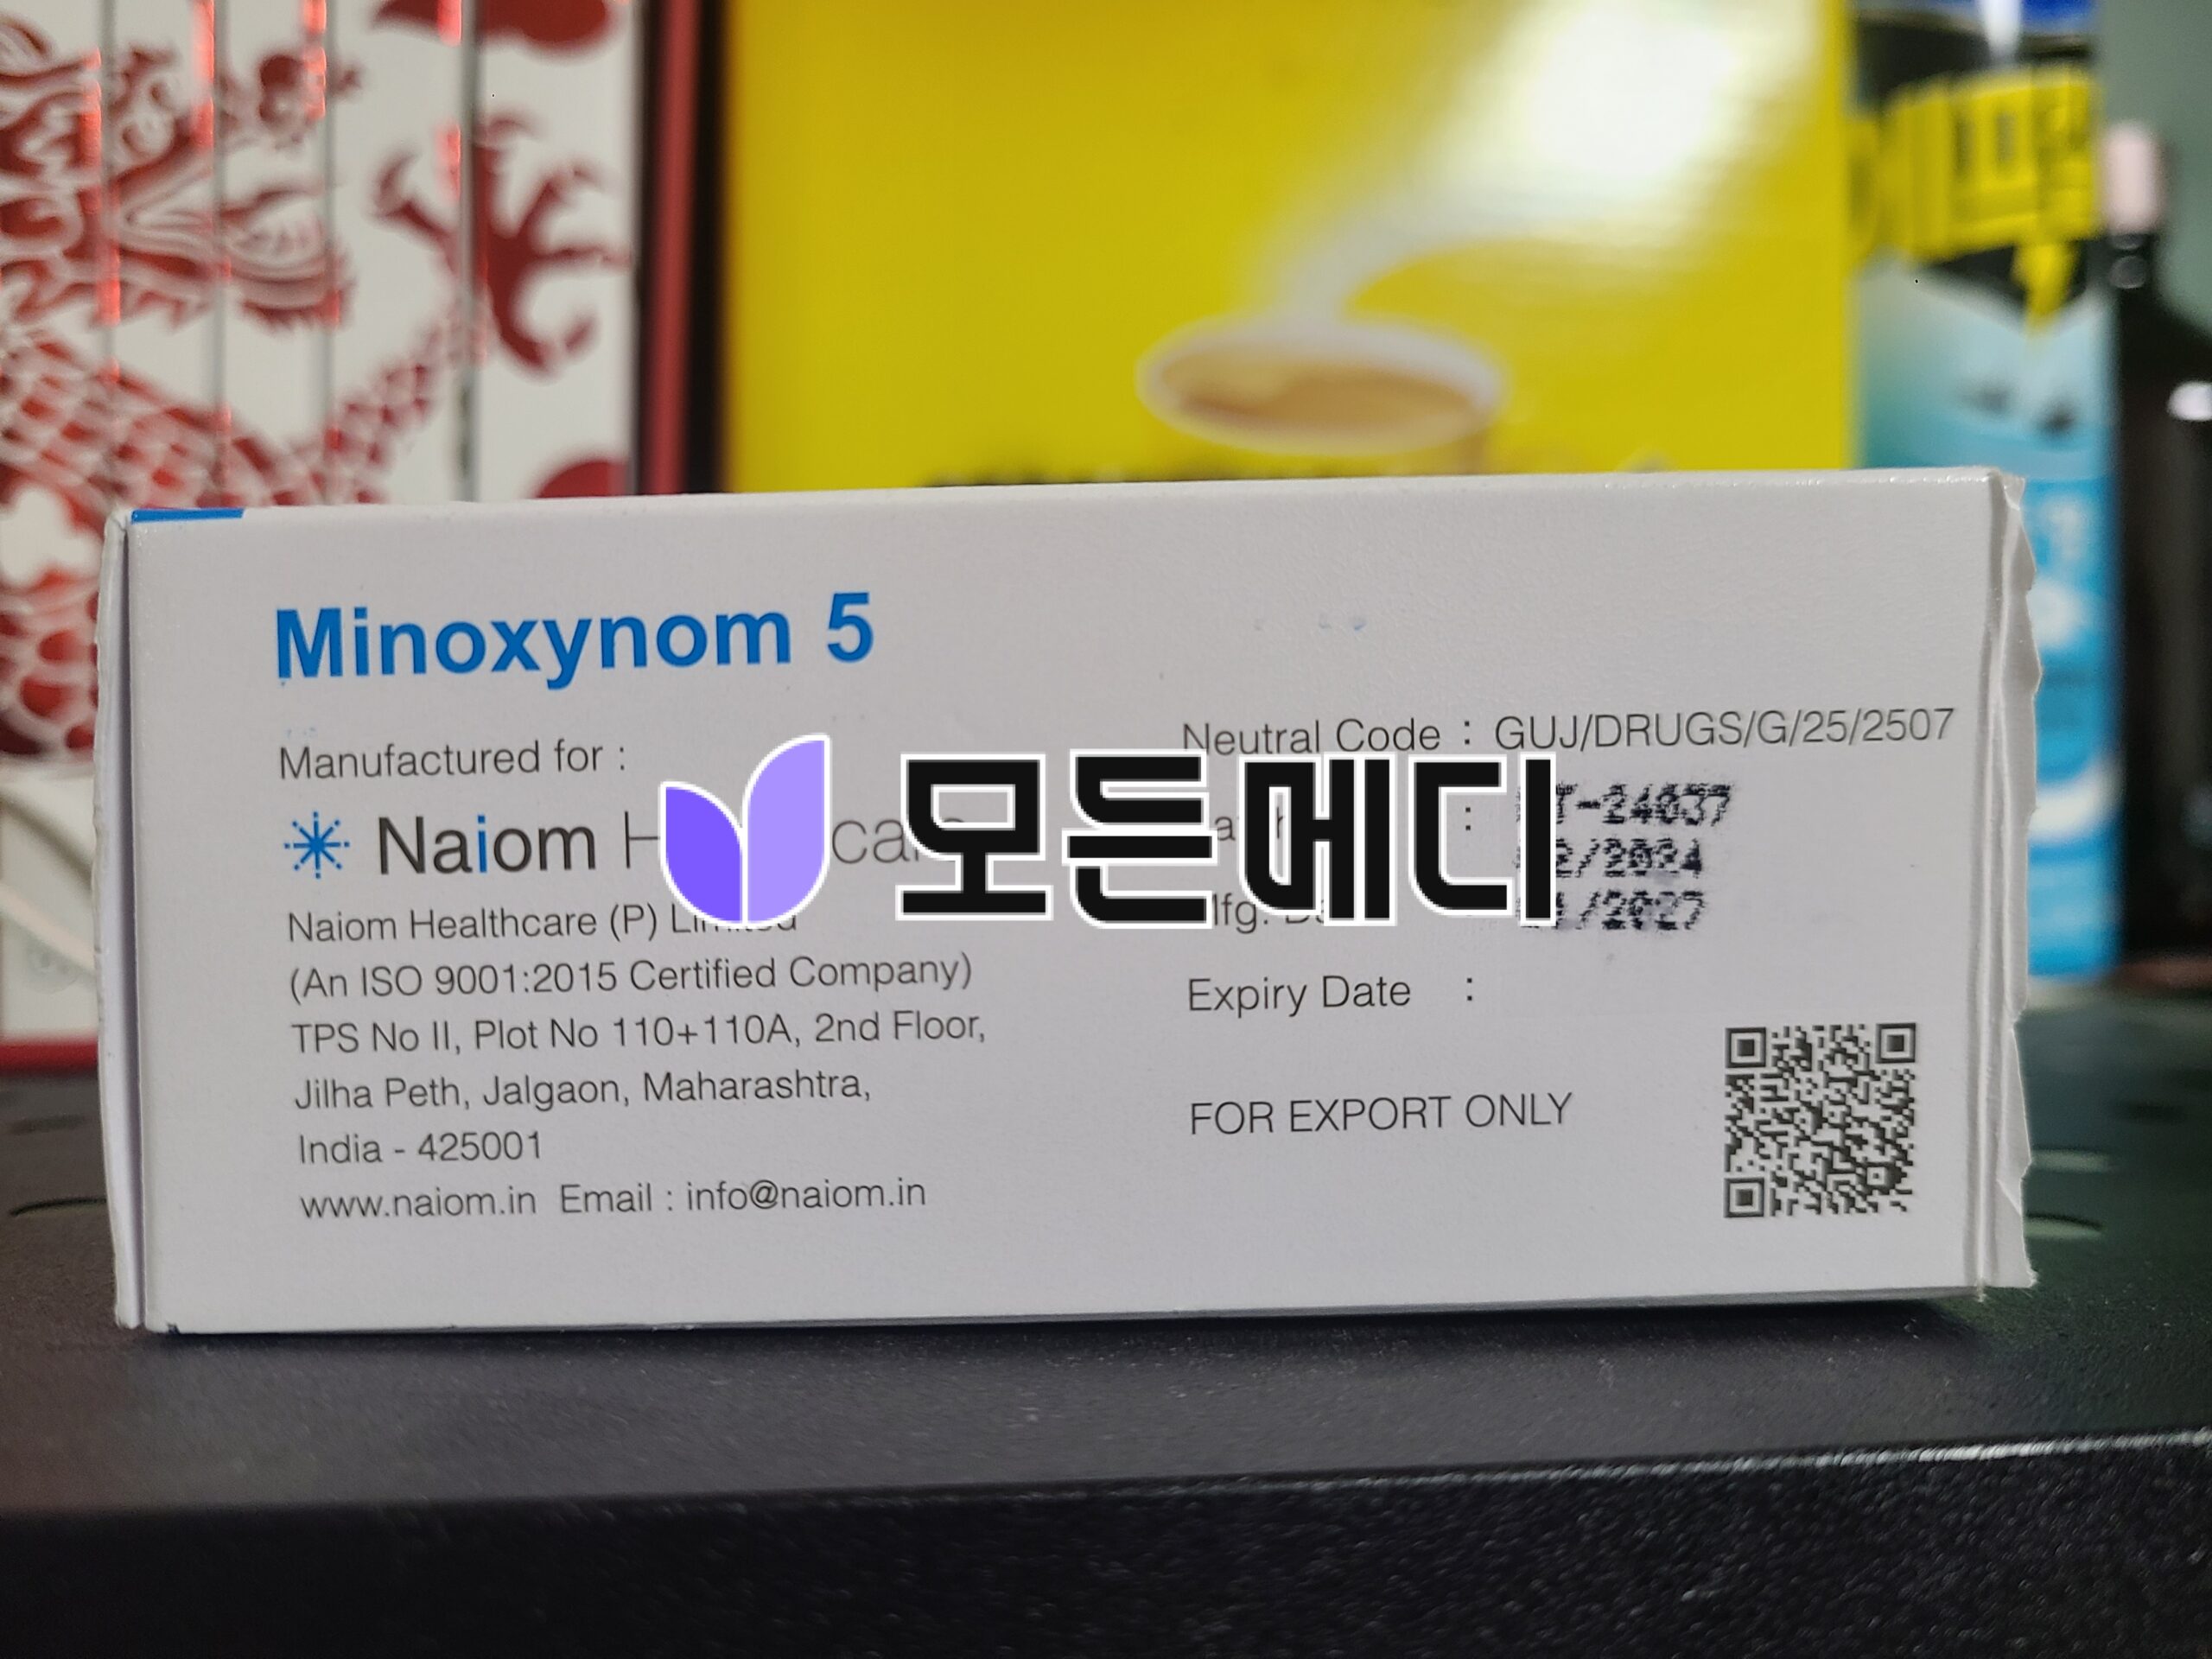 Minoxynom 5
Manufactured for :
Naiom
Naiom Healthcare (P)
(An ISO 9001:2015 Certified Company)
TPS No II, Plot No 110+110A, 2nd Floor,
Jilha Peth, Jalgaon, Maharashtra,
India - 425001
www.naiom.in Email : info@naiom.in
Neutral Code : GUJ/DRUGS/G/25/2507
Mfg.
Expiry Date :
FOR EXPORT ONLY
모든메디